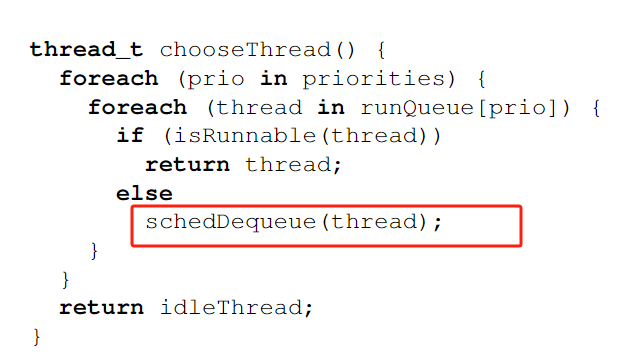 thread_t chooseThread() {
  foreach (prio in priorities) {
    foreach (thread in runQueue[prio]) {
      if (isRunnable(thread))
        return thread;
      else
        schedDequeue(thread);
    }
  }
  return idleThread;
}